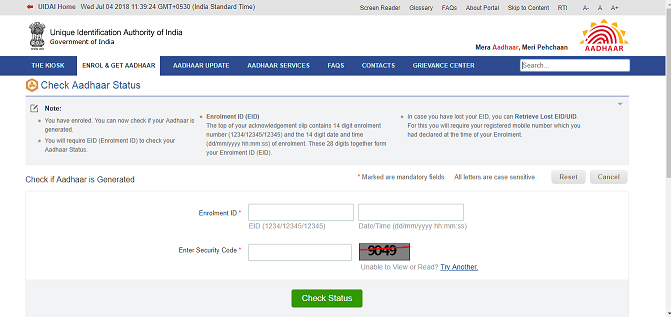 UIDAI Home Wed Jul 04 2018 11:39:24 GMT+0530 (India Standard Time) Screen Reader Glossary FAQs About Portal Skip to Content RTI A- A A+
Unique Identification Authority of India
Government of India
Mera Aadhaar, Meri Pehchaan
AADHAAR
THE KIOSK ENROL & GET AADHAAR AADHAAR UPDATE AADHAAR SERVICES FAQS CONTACTS GRIEVANCE CENTER Search...
Check Aadhaar Status
Note:
You have enroled. You can now check if your Aadhaar is
generated.
You will require EID (Enrolment ID) to check your
Aadhaar Status.
Enrolment ID (EID)
The top of your acknowledgement slip contains 14 digit enrolment
number (1234/12345/12345) and the 14 digit date and time
(dd/mm/yyyy hh:mm:ss) of enrolment. These 28 digits together form
your Enrolment ID (EID).
In case you have lost your EID, you can Retrieve Lost EID/UID.
For this you will require your registered mobile number which you
had declared at the time of your Enrolment.
Check if Aadhaar is Generated
* Marked are mandatory fields All letters are case sensitive Reset Cancel
Enrolment ID *
EID (1234/12345/12345) Date/Time (dd/mm/yyyy hh:mm:ss)
Enter Security Code * 9049
Unable to View or Read? Try Another.
Check Status